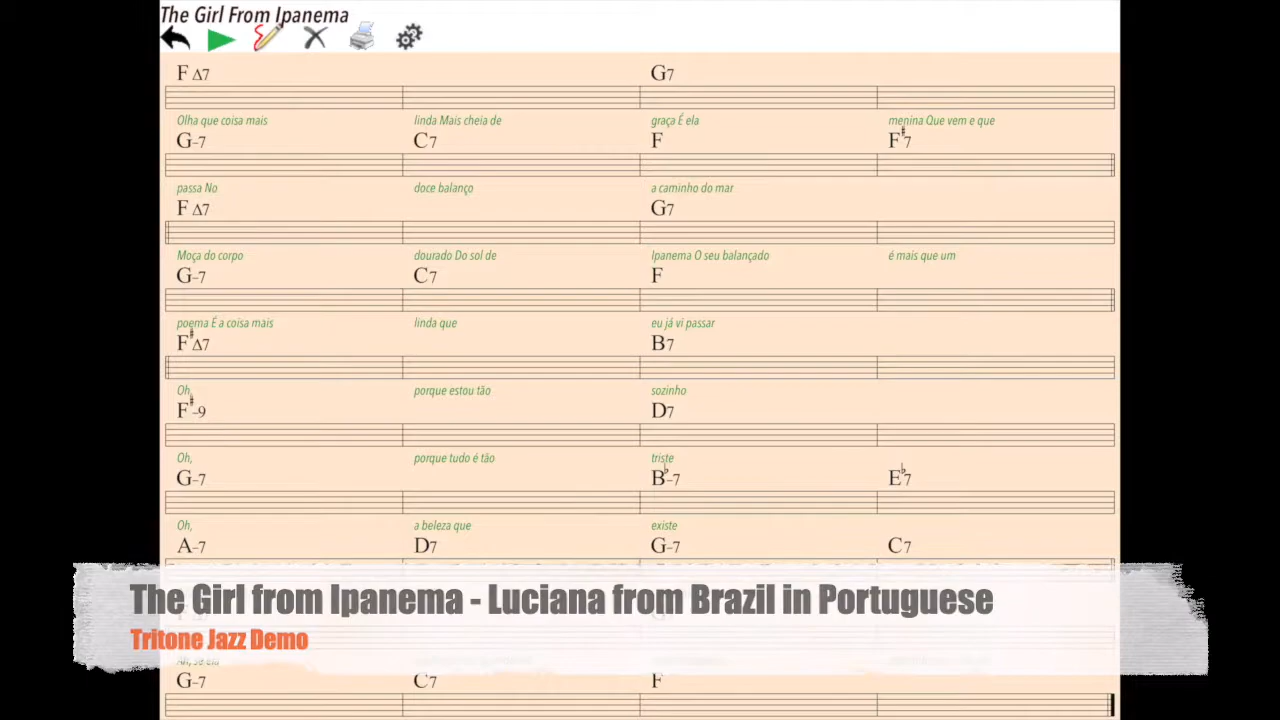 The Girl From Ipanema
F Δ7 G7
Olha que coisa mais linda Mais cheia de graça É ela menina Que vem e que
G-7 C7 F F#7
passa No doce balanço a caminho do mar
F Δ7 G7
Moça do corpo dourado Do sol de Ipanema O seu balançado é mais que um
G-7 C7 F
poema É a coisa mais linda que eu já vi passar
F#Δ7 B7
Oh, porque estou tão sozinho
F#-9 D7
Oh, porque tudo é tão triste
G-7 B♭-7 E♭7
Oh, a beleza que existe
A-7 D7 G-7 C7
The Girl from Ipanema - Luciana from Brazil in Portuguese
Tritone Jazz Demo
G-7 C7 F